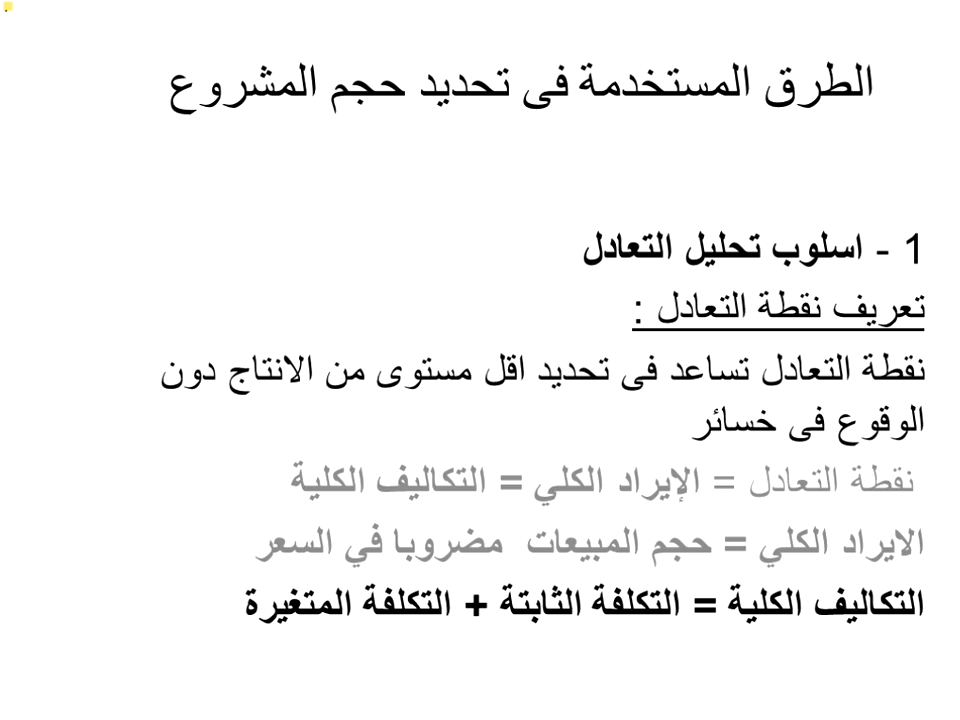 الطرق المستخدمة فى تحديد حجم المشروع
1 - اسلوب تحليل التعادل
تعريف نقطة التعادل :
نقطة التعادل تساعد فى تحديد اقل مستوى من الانتاج دون
الوقوع فى خسائر
نقطة التعادل = الإيراد الكلي = التكاليف الكلية
الايراد الكلي = حجم المبيعات مضروبا في السعر
التكاليف الكلية = التكلفة الثابتة + التكلفة المتغيرة